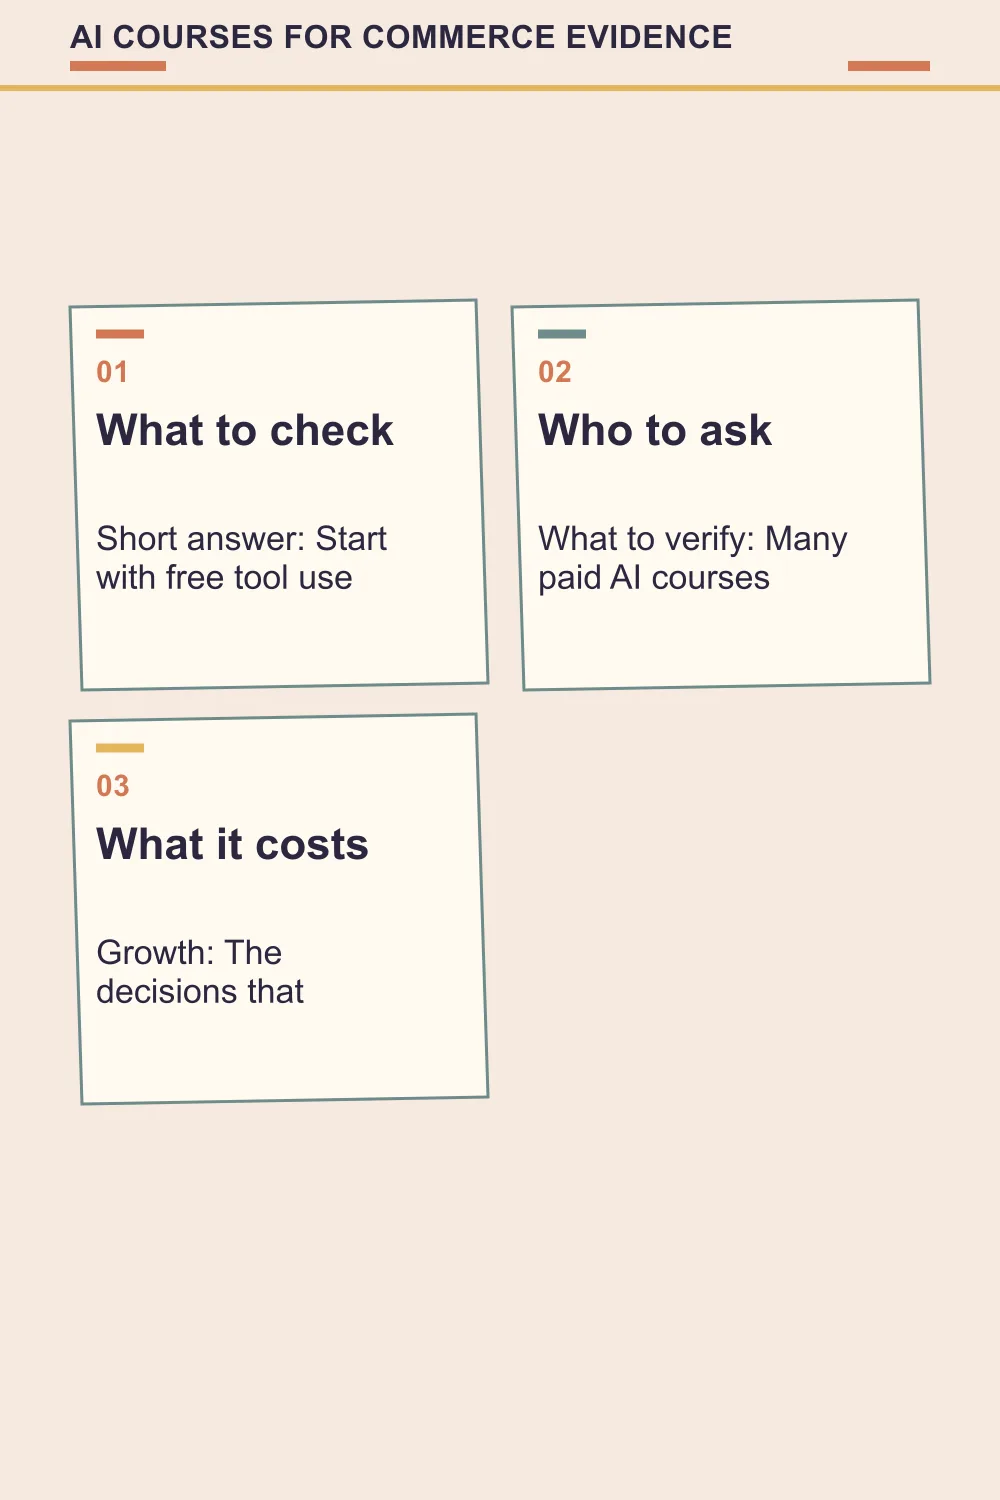 AI COURSES FOR COMMERCE EVIDENCE
01
What to check
Short answer: Start
with free tool use
02
Who to ask
What to verify: Many
paid AI courses
03
What it costs
Growth: The
decisions that